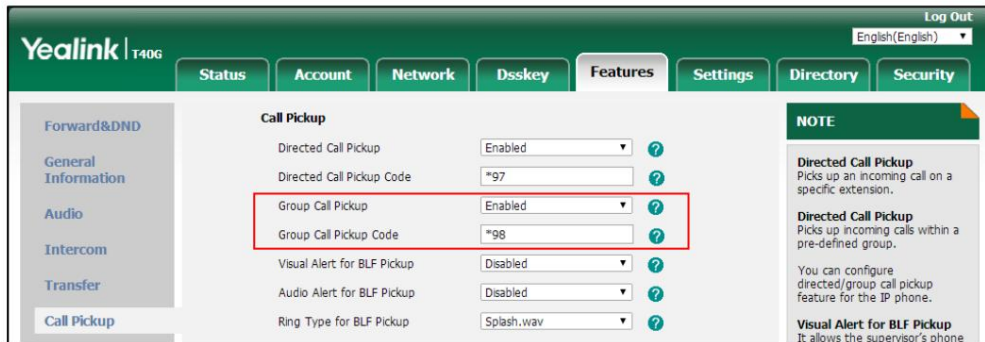 Log Out
Yealink T40G
English(English)
Status Account Network Dsskey Features Settings Directory Security
Forward&DND
General
Information
Audio
Intercom
Transfer
Call Pickup
Call Pickup
Directed Call Pickup Enabled
Directed Call Pickup Code *97
Group Call Pickup Enabled
Group Call Pickup Code *98
Visual Alert for BLF Pickup Disabled
Audio Alert for BLF Pickup Disabled
Ring Type for BLF Pickup Splash.wav
NOTE
Directed Call Pickup
Picks up an incoming call on a
specific extension.
Directed Call Pickup
Picks up incoming calls within a
pre-defined group.
You can configure
directed/group call pickup
feature for the IP phone.
Visual Alert for BLF Pickup
It allows the supervisor's phone